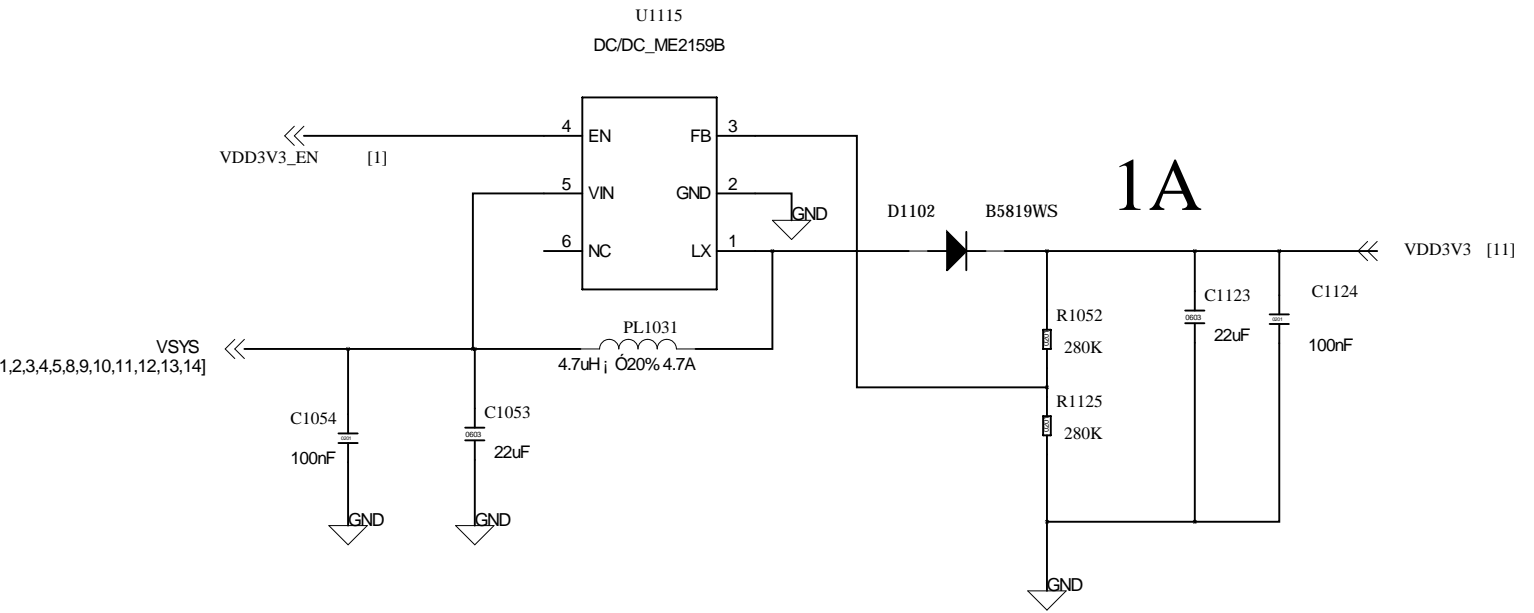 U1115
DC/DC_ME2159B
4 EN FB 3
VDD3V3_EN [1]
1A
5 VIN GND 2
GND
D1102 B5819WS
6 NC LX 1
VDD3V3 [11]
C1123
C1124
R1052
22uF
280K
100nF
PL1031
VSYS
1,2,3,4,5,8,9,10,11,12,13,14]
4.7uH¡ Ó20% 4.7A
R1125
280K
C1054
C1053
0603
22uF
100nF
GND
GND
0603
GND